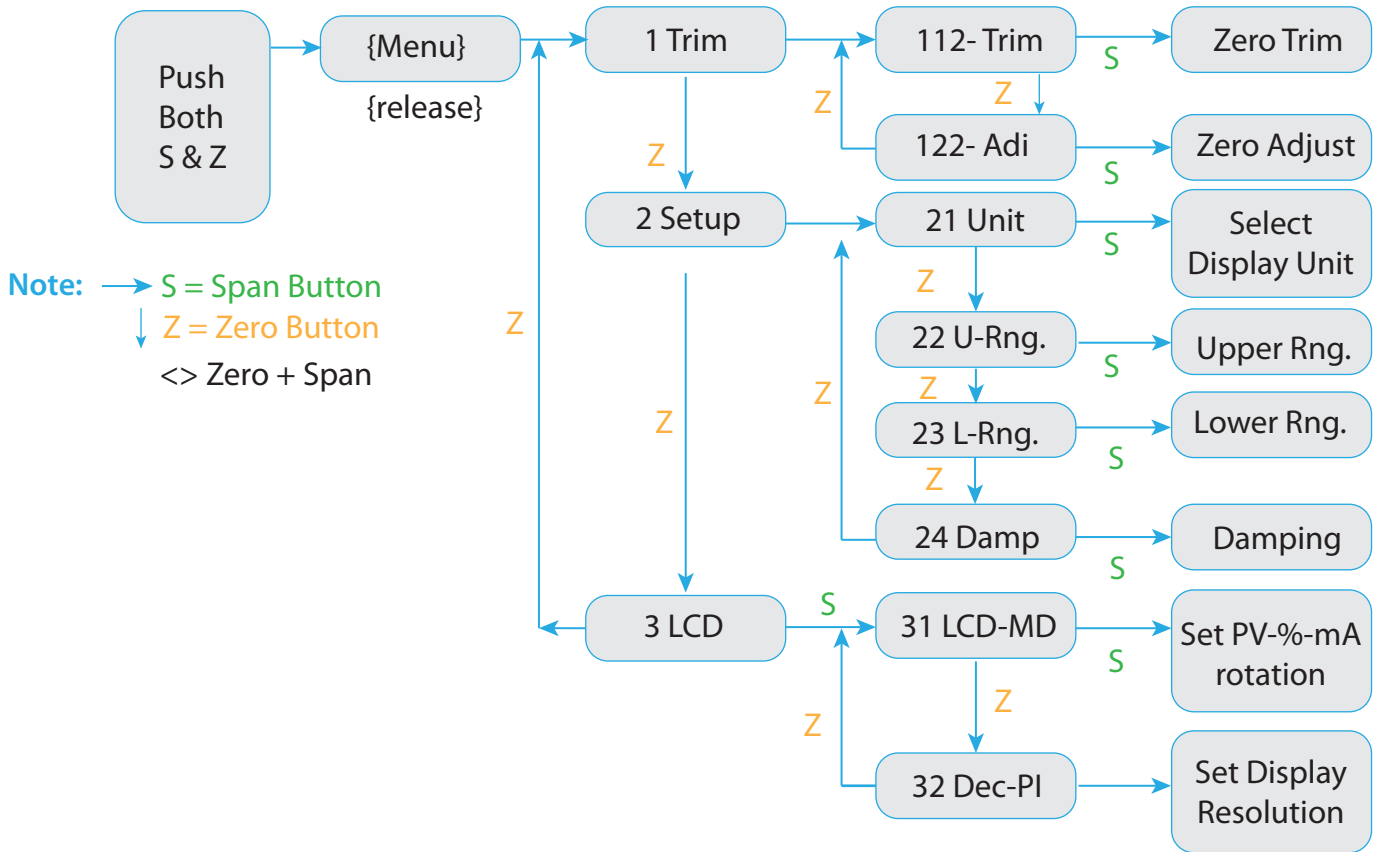 Push
Both
S & Z
{Menu}
{release}
1 Trim
112- Trim
S
Zero Trim
Z
Z
122- Adi
S
Zero Adjust
Z
2 Setup
21 Unit
S
Select
Display Unit
Note:
S = Span Button
Z = Zero Button
<> Zero + Span
Z
Z
22 U-Rng.
S
Upper Rng.
Z
Z
23 L-Rng.
S
Lower Rng.
Z
Z
24 Damp
S
Damping
3 LCD
S
31 LCD-MD
S
Set PV-%-mA
rotation
Z
Z
32 Dec-PI
Set Display
Resolution